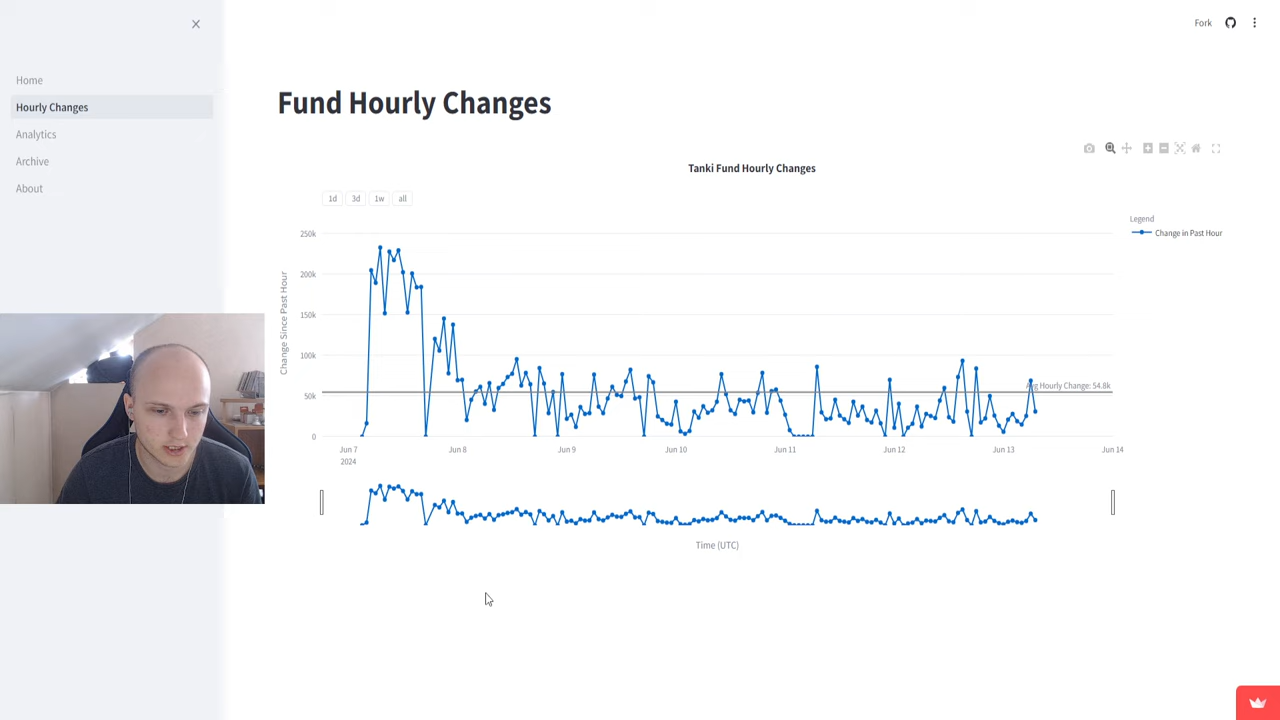 Fork
Home
Hourly Changes
Analytics
Archive
About
Fund Hourly Changes
Tanki Fund Hourly Changes
1d 3d 1w all
Legend
Change in Past Hour
Change Since Past Hour
250k
200k
150k
100k
50k
0
Avg Hourly Change: 54.8k
Jun 7 Jun 8 Jun 9 Jun 10 Jun 11 Jun 12 Jun 13 Jun 14
2024
Time (UTC)